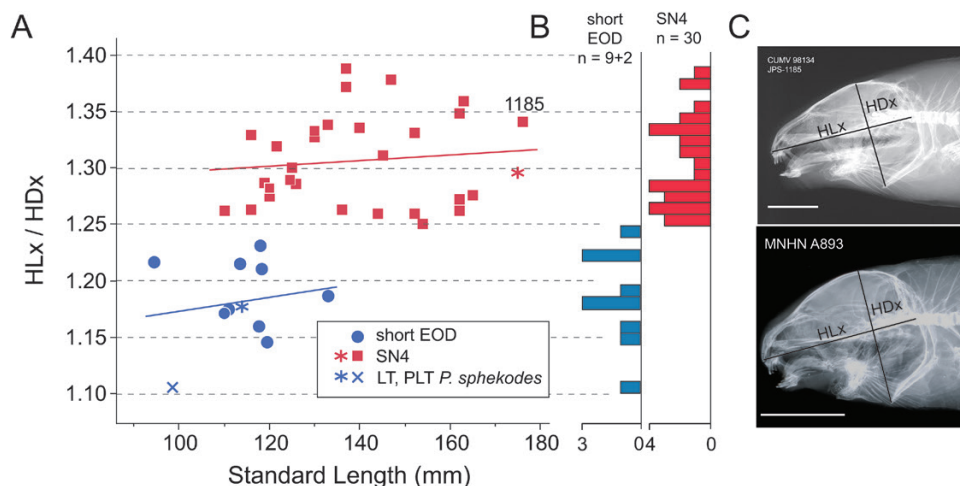 A
HLx / HDx
1.40
1.35
1.30
1.25
1.20
1.15
1.10
1185
short EOD
SN4
LT, PLT P. sphekodes
100
120
140
160
180
Standard Length (mm)
B
short
EOD
n = 9+2
SN4
n = 30
3
0
4
0
C
CUMV 98134
JPS-1185
HLx
HDx
MNHN A893
HLx
HDx